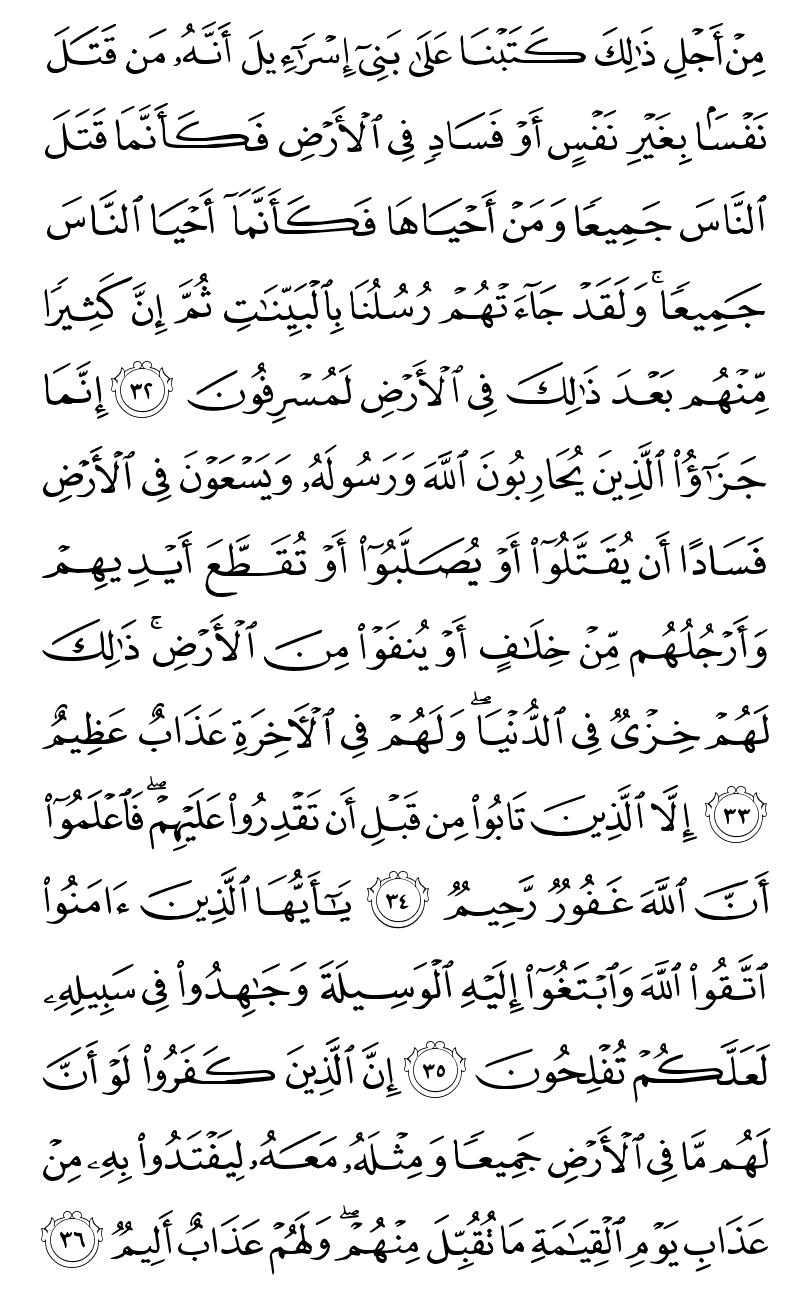 مِنْ أَجْلِ ذَٰلِكَ كَتَبْنَا عَلَىٰ بَنِىٓ إِسْرَٰٓءِيلَ أَنَّهُۥ مَن قَتَلَ
نَفْسًۢا بِغَيْرِ نَفْسٍ أَوْ فَسَادٍ فِى ٱلْأَرْضِ فَكَأَنَّمَا قَتَلَ
ٱلنَّاسَ جَمِيعًا وَمَنْ أَحْيَاهَا فَكَأَنَّمَآ أَحْيَا ٱلنَّاسَ
جَمِيعًا ۚ وَلَقَدْ جَآءَتْهُمْ رُسُلُنَا بِٱلْبَيِّنَٰتِ ثُمَّ إِنَّ كَثِيرًا
مِّنْهُم بَعْدَ ذَٰلِكَ فِى ٱلْأَرْضِ لَمُسْرِفُونَ ٣٢ إِنَّمَا
جَزَٰٓؤُا۟ ٱلَّذِينَ يُحَارِبُونَ ٱللَّهَ وَرَسُولَهُۥ وَيَسْعَوْنَ فِى ٱلْأَرْضِ
فَسَادًا أَن يُقَتَّلُوٓا۟ أَوْ يُصَلَّبُوٓا۟ أَوْ تُقَطَّعَ أَيْدِيهِمْ
وَأَرْجُلُهُم مِّنْ خِلَٰفٍ أَوْ يُنفَوْا۟ مِنَ ٱلْأَرْضِ ۚ ذَٰلِكَ
لَهُمْ خِزْىٌ فِى ٱلدُّنْيَا ۖ وَلَهُمْ فِى ٱلْـَٔاخِرَةِ عَذَابٌ عَظِيمٌ
٣٣ إِلَّا ٱلَّذِينَ تَابُوا۟ مِن قَبْلِ أَن تَقْدِرُوا۟ عَلَيْهِمْ ۖ فَٱعْلَمُوٓا۟
أَنَّ ٱللَّهَ غَفُورٌ رَّحِيمٌ ٣٤ يَٰٓأَيُّهَا ٱلَّذِينَ ءَامَنُوا۟
ٱتَّقُوا۟ ٱللَّهَ وَٱبْتَغُوٓا۟ إِلَيْهِ ٱلْوَسِيلَةَ وَجَٰهِدُوا۟ فِى سَبِيلِهِۦ
لَعَلَّكُمْ تُفْلِحُونَ ٣٥ إِنَّ ٱلَّذِينَ كَفَرُوا۟ لَوْ أَنَّ
لَهُم مَّا فِى ٱلْأَرْضِ جَمِيعًا وَمِثْلَهُۥ مَعَهُۥ لِيَفْتَدُوا۟ بِهِۦ مِنْ
عَذَابِ يَوْمِ ٱلْقِيَٰمَةِ مَا تُقُبِّلَ مِنْهُمْ ۖ وَلَهُمْ عَذَابٌ أَلِيمٌ ٣٦